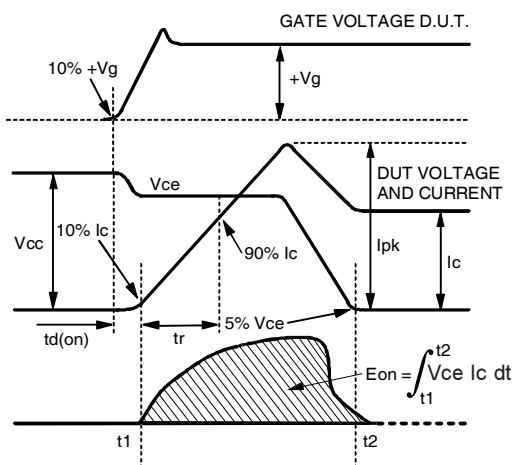 GATE VOLTAGE D.U.T.
10% +Vg
+Vg
Vce
DUT VOLTAGE
AND CURRENT
Vcc
10% Ic
90% Ic
Ipk
Ic
td(on)
tr
5% Vce
Eon = ∫ Vce Ic dt
t2
t1
t1
t2